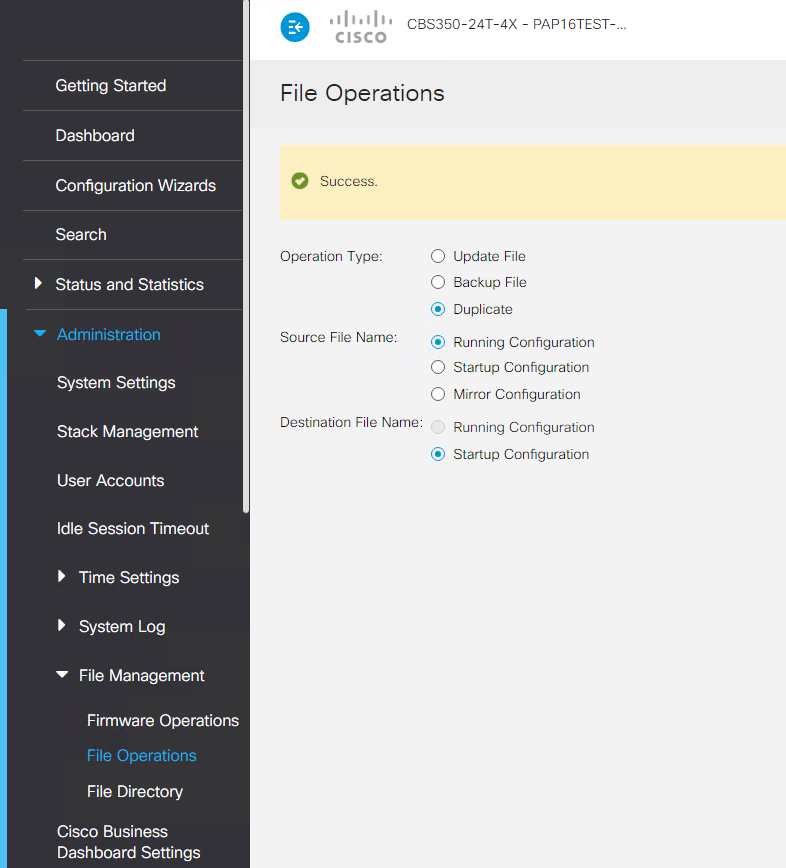 CISCO
CBS350-24T-4X - PAP16TEST-...
Getting Started
Dashboard
Configuration Wizards
Search
Status and Statistics
Administration
System Settings
Stack Management
User Accounts
Idle Session Timeout
Time Settings
System Log
File Management
Firmware Operations
File Operations
File Directory
Cisco Business
Dashboard Settings
File Operations
Success.
Operation Type:
Update File
Backup File
Duplicate
Source File Name:
Running Configuration
Startup Configuration
Mirror Configuration
Destination File Name:
Running Configuration
Startup Configuration